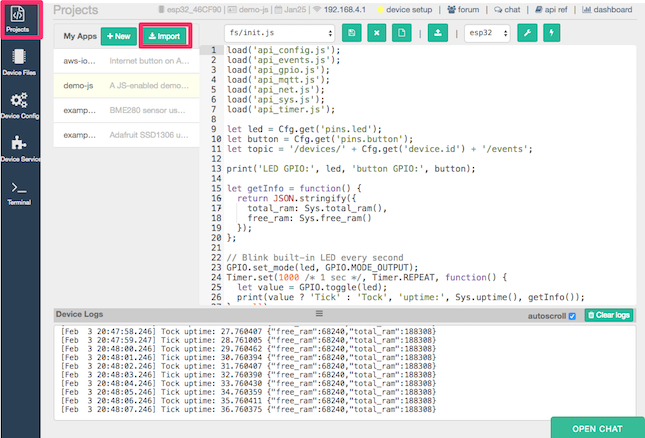 Projects
Device Files
Device Config
Device Service
Terminal
Projects
esp32_46CF90 | demo-js | Jan25 | 192.168.4.1
device setup | forum | chat | api ref | dashboard
My Apps + New Import
aws-io... Internet button on A...
demo-js A JS-enabled demo...
examp... BME280 sensor us...
examp... Adafruit SSD1306 u...
fs/init.js | | esp32
1 load('api_config.js');
2 load('api_events.js');
3 load('api_gpio.js');
4 load('api_mqtt.js');
5 load('api_net.js');
6 load('api_sys.js');
7 load('api_timer.js');
8
9 let led = Cfg.get('pins.led');
10 let button = Cfg.get('pins.button');
11 let topic = '/devices/' + Cfg.get('device.id') + '/events';
12
13 print('LED GPIO:', led, 'button GPIO:', button);
14
15 let getInfo = function() {
16 return JSON.stringify({
17 total_ram: Sys.total_ram(),
18 free_ram: Sys.free_ram()
19 });
20 };
21
22 // Blink built-in LED every second
23 GPIO.set_mode(led, GPIO.MODE_OUTPUT);
24 Timer.set(1000 /* 1 sec */, Timer.REPEAT, function() {
25 let value = GPIO.toggle(led);
26 print(value ? 'Tick' : 'Tock', 'uptime:', Sys.uptime(), getInfo());
Device Logs autoscroll Clear logs
[Feb 3 20:47:58.246] Tock uptime: 27.760407 {"free_ram":68240,"total_ram":188308}
[Feb 3 20:47:59.247] Tick uptime: 28.761005 {"free_ram":68240,"total_ram":188308}
[Feb 3 20:48:00.246] Tock uptime: 29.760462 {"free_ram":68240,"total_ram":188308}
[Feb 3 20:48:01.246] Tick uptime: 30.760394 {"free_ram":68240,"total_ram":188308}
[Feb 3 20:48:02.246] Tock uptime: 31.760407 {"free_ram":68240,"total_ram":188308}
[Feb 3 20:48:03.246] Tick uptime: 32.760390 {"free_ram":68240,"total_ram":188308}
[Feb 3 20:48:04.246] Tock uptime: 33.760430 {"free_ram":68240,"total_ram":188308}
[Feb 3 20:48:05.246] Tick uptime: 34.760359 {"free_ram":68240,"total_ram":188308}
[Feb 3 20:48:06.246] Tock uptime: 35.760411 {"free_ram":68240,"total_ram":188308}
[Feb 3 20:48:07.246] Tick uptime: 36.760375 {"free_ram":68240,"total_ram":188308}
OPEN CHAT